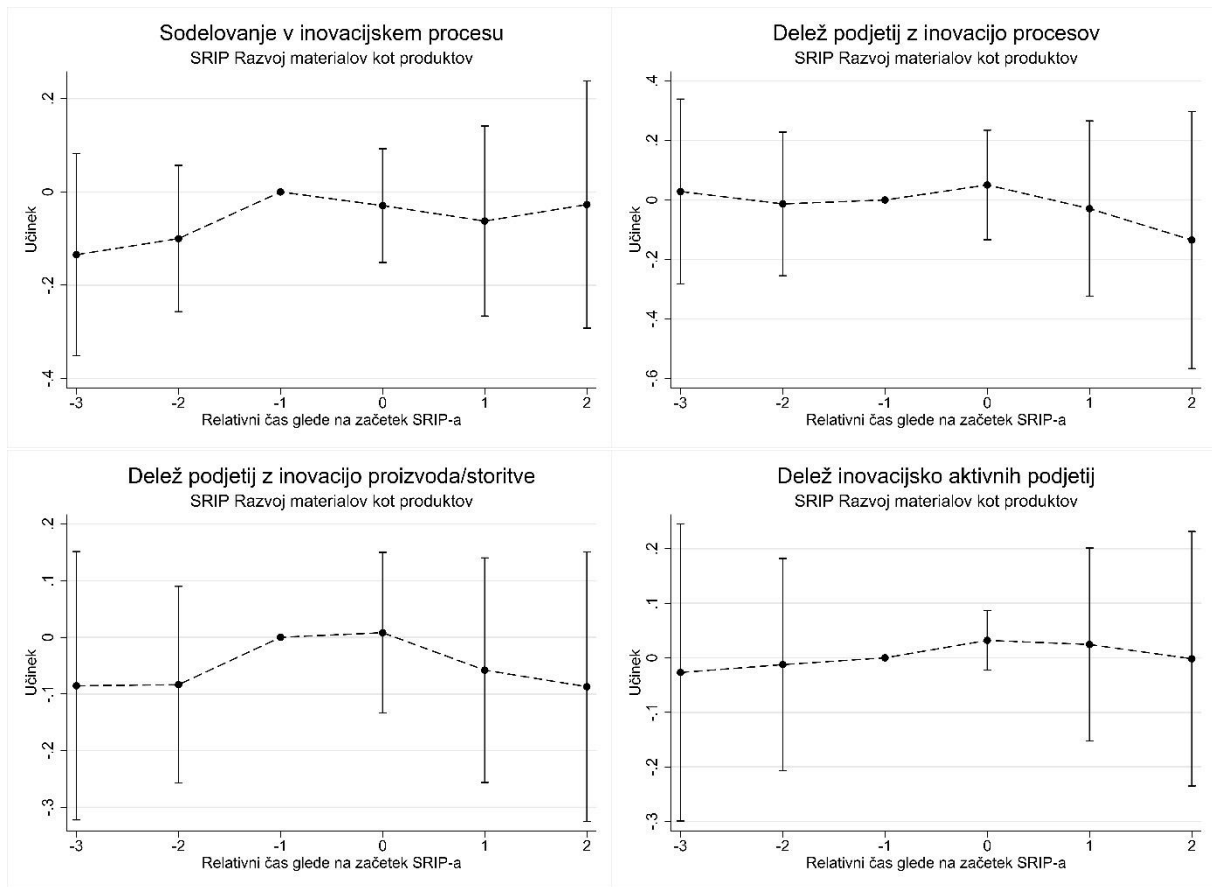 Sodelovanje v inovacijskem procesu
SRIP Razvoj materialov kot produktov
Učinek
.2
0
-.2
-.4
-3 -2 -1 0 1 2
Relativni čas glede na začetek SRIP-a
Delež podjetij z inovacijo procesov
SRIP Razvoj materialov kot produktov
Učinek
.4
.2
0
-.2
-.4
-.6
-3 -2 -1 0 1 2
Relativni čas glede na začetek SRIP-a
Delež podjetij z inovacijo proizvoda/storitve
SRIP Razvoj materialov kot produktov
Učinek
.2
.1
0
-.1
-.2
-.3
-3 -2 -1 0 1 2
Relativni čas glede na začetek SRIP-a
Delež inovacijsko aktivnih podjetij
SRIP Razvoj materialov kot produktov
Učinek
.2
.1
0
-.1
-.2
-.3
-3 -2 -1 0 1 2
Relativni čas glede na začetek SRIP-a